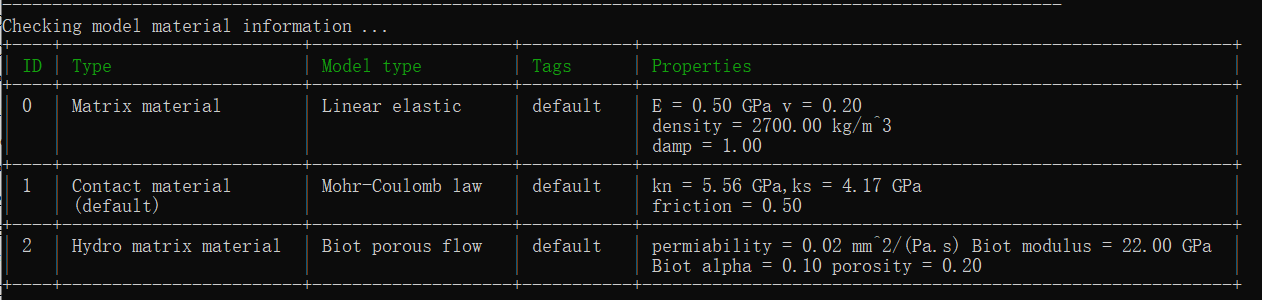 Checking model material information ...
ID Type Model type Tags Properties
0 Matrix material Linear elastic default E = 0.50 GPa v = 0.20
density = 2700.00 kg/m^3
damp = 1.00
1 Contact material Mohr-Coulomb law default kn = 5.56 GPa,ks = 4.17 GPa
(default) friction = 0.50
2 Hydro matrix material Biot porous flow default permiability = 0.02 mm^2/(Pa.s) Biot modulus = 22.00 GPa
Biot alpha = 0.10 porosity = 0.20